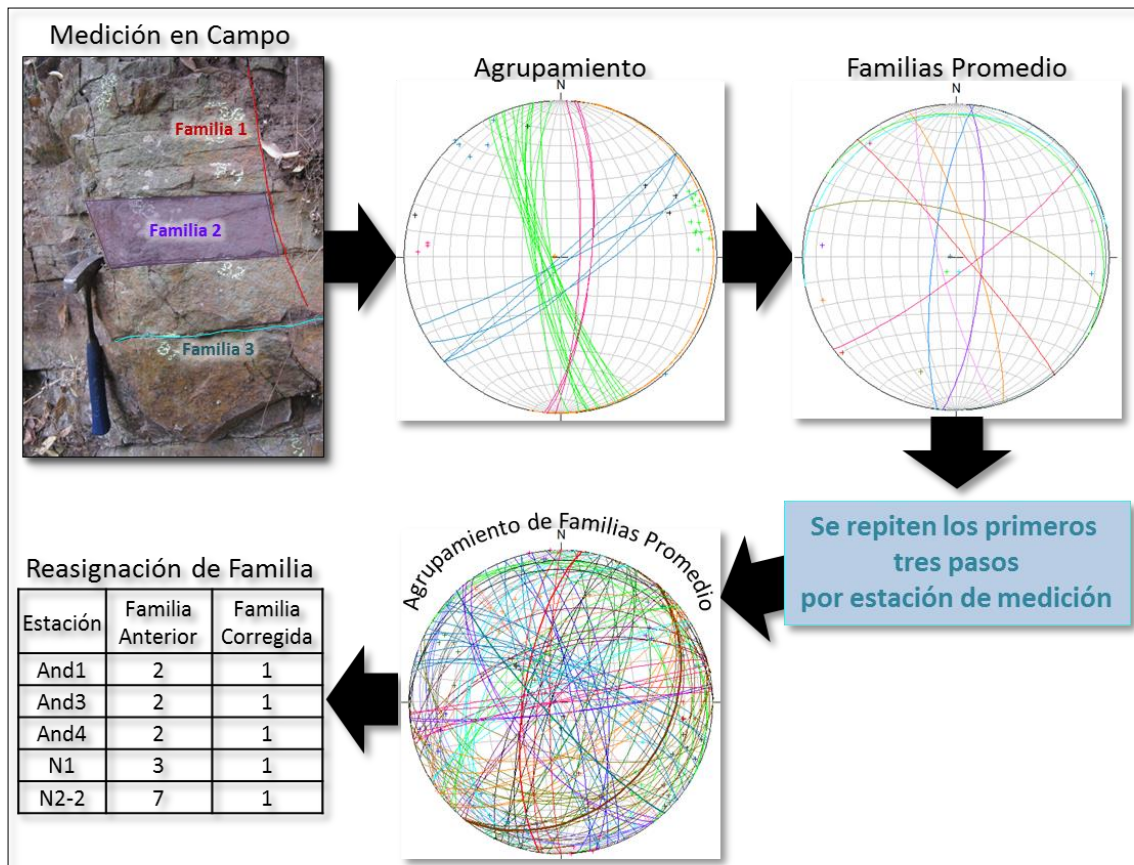 Medición en Campo
Familia 1
Familia 2
Familia 3
Agrupamiento
N
Familias Promedio
N
Se repiten los primeros
tres pasos
por estación de medición
Agrupamiento de Familias Promedio
N
Reasignación de Familia
Estación Familia Anterior Familia Corregida
And1 2 1
And3 2 1
And4 2 1
N1 3 1
N2-2 7 1